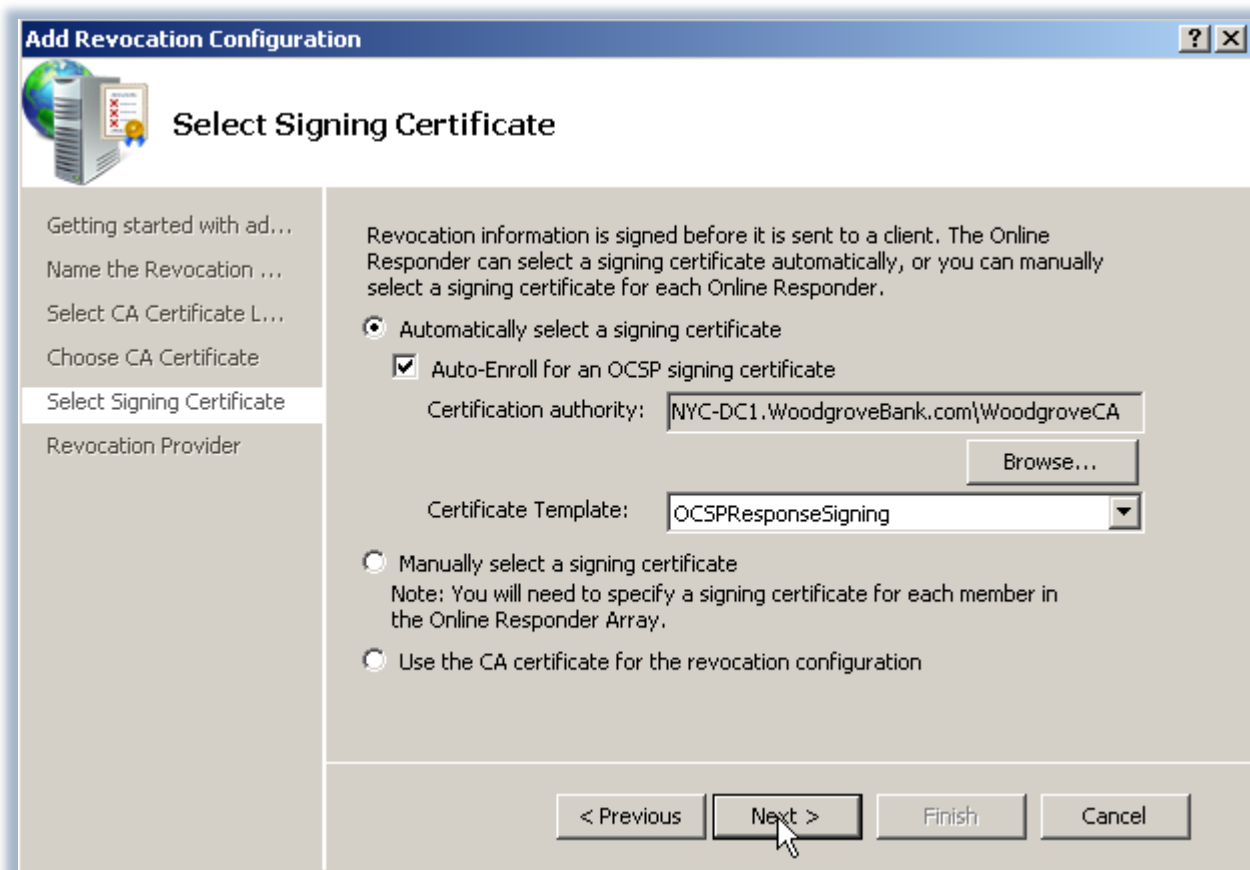 Add Revocation Configuration
Select Signing Certificate
Getting started with ad...
Name the Revocation ...
Select CA Certificate L...
Choose CA Certificate
Select Signing Certificate
Revocation Provider
Revocation information is signed before it is sent to a client. The Online
Responder can select a signing certificate automatically, or you can manually
select a signing certificate for each Online Responder.
Automatically select a signing certificate
Auto-Enroll for an OCSP signing certificate
Certification authority: NYC-DC1.WoodgroveBank.com\WoodgroveCA
Browse...
Certificate Template: OCSPResponseSigning
Manually select a signing certificate
Note: You will need to specify a signing certificate for each member in
the Online Responder Array.
Use the CA certificate for the revocation configuration
< Previous Next > Finish Cancel